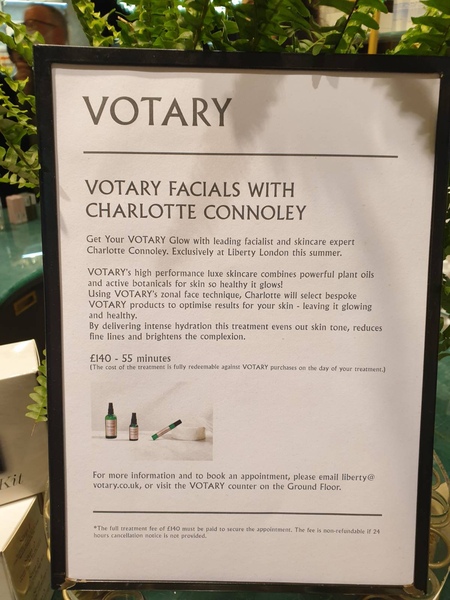 VOTARY
VOTARY FACIALS WITH
CHARLOTTE CONNOLEY
Get Your VOTARY Glow with leading facialist and skincare expert
Charlotte Connoley. Exclusively at Liberty London this summer.
VOTARY's high performance luxe skincare combines powerful plant oils
and active botanicals for skin so healthy it glows!
Using VOTARY's zonal face technique, Charlotte will select bespoke
VOTARY products to optimise results for your skin - leaving it glowing
and healthy.
By delivering intense hydration this treatment evens out skin tone, reduces
fine lines and brightens the complexion.
£140 - 55 minutes
(The cost of the treatment is fully redeemable against VOTARY purchases on the day of your treatment.)
For more information and to book an appointment, please email liberty@
votary.co.uk, or visit the VOTARY counter on the Ground Floor.
*The full treatment fee of £140 must be paid to secure the appointment. The fee is non-refundable if 24
hours cancellation notice is not provided.
Kit